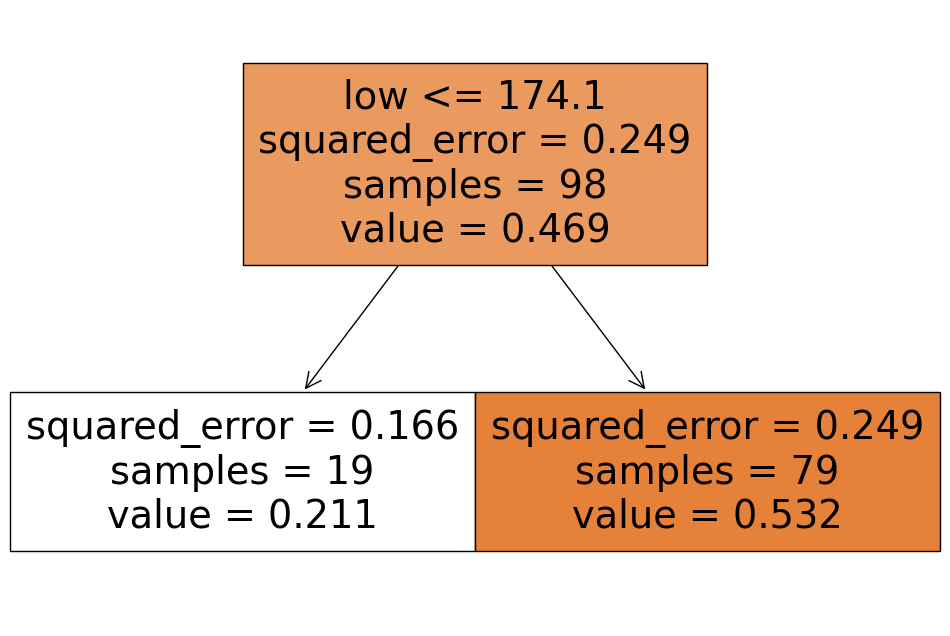 low <= 174.1
squared_error = 0.249
samples = 98
value = 0.469
squared_error = 0.166
samples = 19
value = 0.211
squared_error = 0.249
samples = 79
value = 0.532